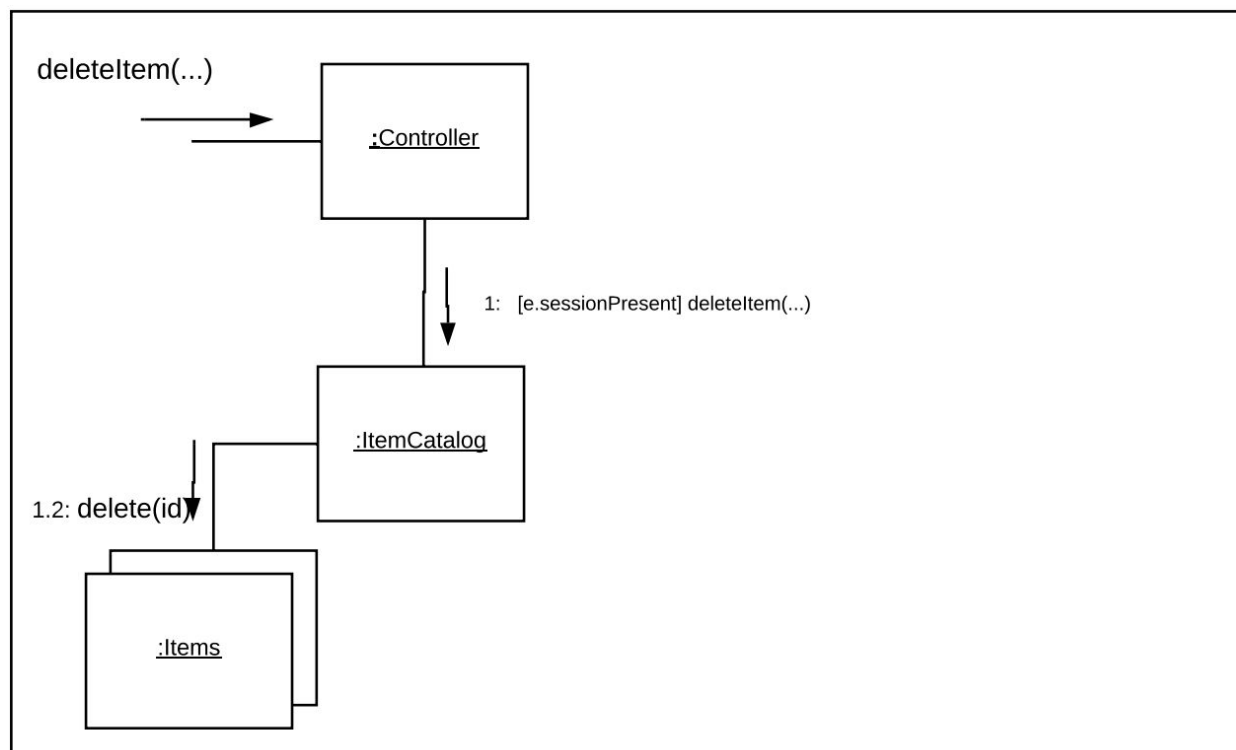 deleteItem(...)
:Controller
1: [e.sessionPresent] deleteItem(...)
:ItemCatalog
1.2: delete(id)
:Items